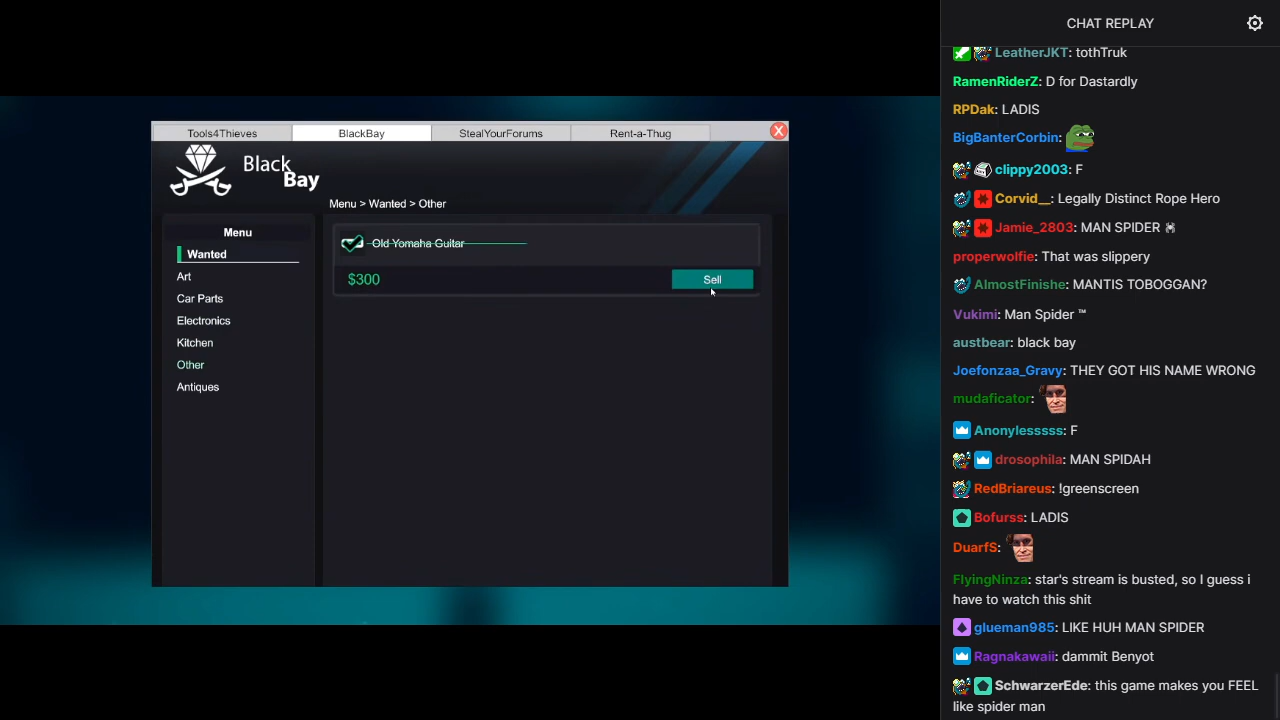 Tools4Thieves
BlackBay
StealYourForums
Rent-a-Thug
X
Black
Bay
Menu > Wanted > Other
Menu
Wanted
Art
Car Parts
Electronics
Kitchen
Other
Antiques
Old Yomaha Guitar
$300
Sell
CHAT REPLAY
LeatherJKT: tothTruk
RamenRiderZ: D for Dastardly
RPDak: LADIS
BigBanterCorbin:
clippy2003: F
Corvid__: Legally Distinct Rope Hero
Jamie_2803: MAN SPIDER 🕷
properwolfie: That was slippery
AlmostFinishe: MANTIS TOBOGGAN?
Vukimi: Man Spider ™
austbear: black bay
Joefonzaa_Gravy: THEY GOT HIS NAME WRONG
mudaficator:
Anonylesssss: F
drosophila: MAN SPIDAH
RedBriareus: !greenscreen
Bofurss: LADIS
DuarfS:
FlyingNinza: star's stream is busted, so I guess i
have to watch this shit
glueman985: LIKE HUH MAN SPIDER
Ragnakawaii: dammit Benyot
SchwarzerEde: this game makes you FEEL
like spider man